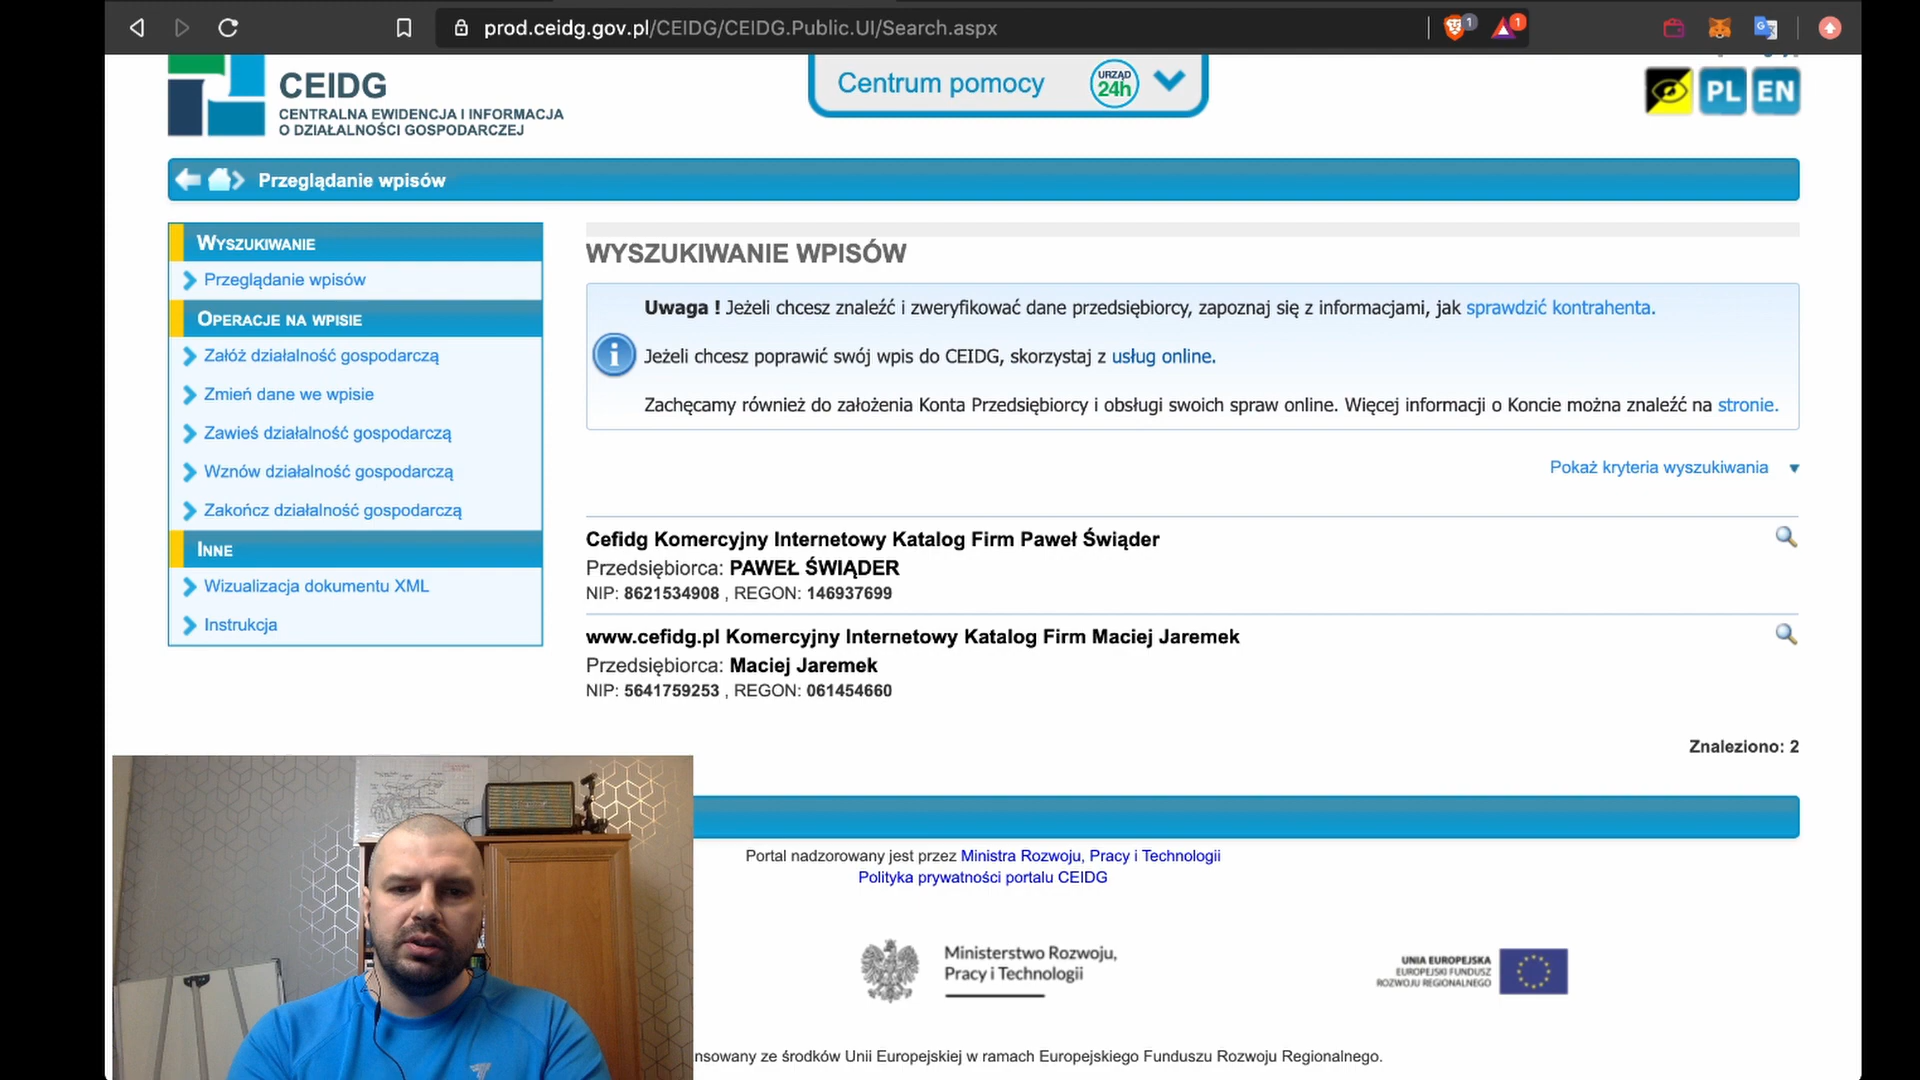 prod.ceidg.gov.pl/CEIDG/CEIDG.Public.UI/Search.aspx
1
1
CEIDG
CENTRALNA EWIDENCJA I INFORMACJA
O DZIAŁALNOŚCI GOSPODARCZEJ
Centrum pomocy
URZĄD
24h
PL
EN
Przeglądanie wpisów
WYSZUKIWANIE
Przeglądanie wpisów
OPERACJE NA WPISIE
Załóż działalność gospodarczą
Zmień dane we wpisie
Zawieś działalność gospodarczą
Wznów działalność gospodarczą
Zakończ działalność gospodarczą
INNE
Wizualizacja dokumentu XML
Instrukcja
WYSZUKIWANIE WPISÓW
Uwaga ! Jeżeli chcesz znaleźć i zweryfikować dane przedsiębiorcy, zapoznaj się z informacjami, jak sprawdzić kontrahenta.
Jeżeli chcesz poprawić swój wpis do CEIDG, skorzystaj z usług online.
Zachęcamy również do założenia Konta Przedsiębiorcy i obsługi swoich spraw online. Więcej informacji o Koncie można znaleźć na stronie.
Pokaż kryteria wyszukiwania
Cefidg Komercyjny Internetowy Katalog Firm Paweł Świąder
Przedsiębiorca: PAWEŁ ŚWIĄDER
NIP: 8621534908 , REGON: 146937699
www.cefidg.pl Komercyjny Internetowy Katalog Firm Maciej Jaremek
Przedsiębiorca: Maciej Jaremek
NIP: 5641759253 , REGON: 061454660
Znaleziono: 2
Portal nadzorowany jest przez Ministra Rozwoju, Pracy i Technologii
Polityka prywatności portalu CEIDG
Ministerstwo Rozwoju,
Pracy i Technologii
UNIA EUROPEJSKA
EUROPEJSKI FUNDUSZ
ROZWOJU REGIONALNEGO
nsowany ze środków Unii Europejskiej w ramach Europejskiego Funduszu Rozwoju Regionalnego.